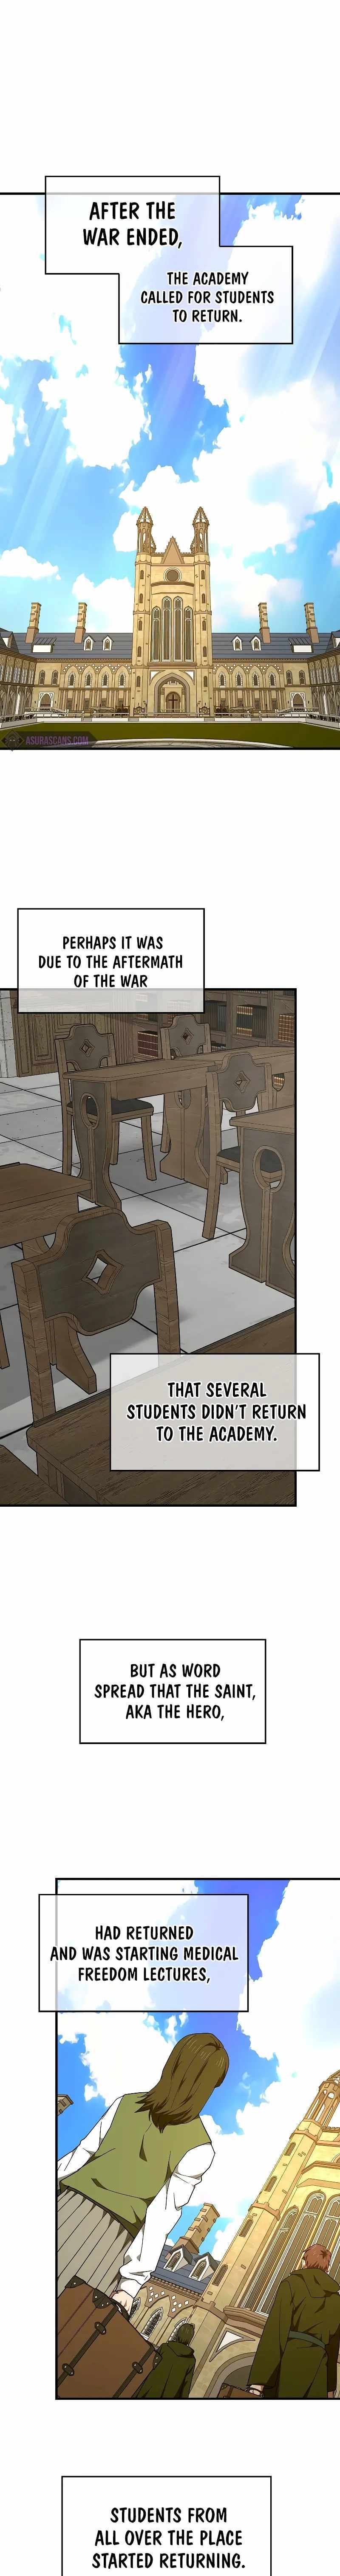 AFTER THE
WAR ENDED,
THE ACADEMY
CALLED FOR STUDENTS
TO RETURN.
ASURASCANS.COM
PERHAPS IT WAS
DUE TO THE AFTERMATH
OF THE WAR
THAT SEVERAL
STUDENTS DIDN'T RETURN
TO THE ACADEMY.
BUT AS WORD
SPREAD THAT THE SAINT,
AKA THE HERO,
HAD RETURNED
AND WAS STARTING MEDICAL
FREEDOM LECTURES,
STUDENTS FROM
ALL OVER THE PLACE
STARTED RETURNING.